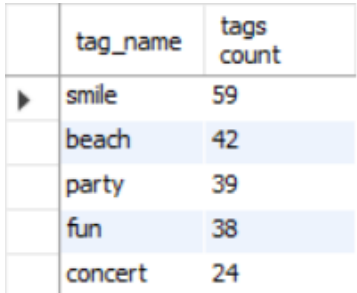 tag_name tags count
smile 59
beach 42
party 39
fun 38
concert 24